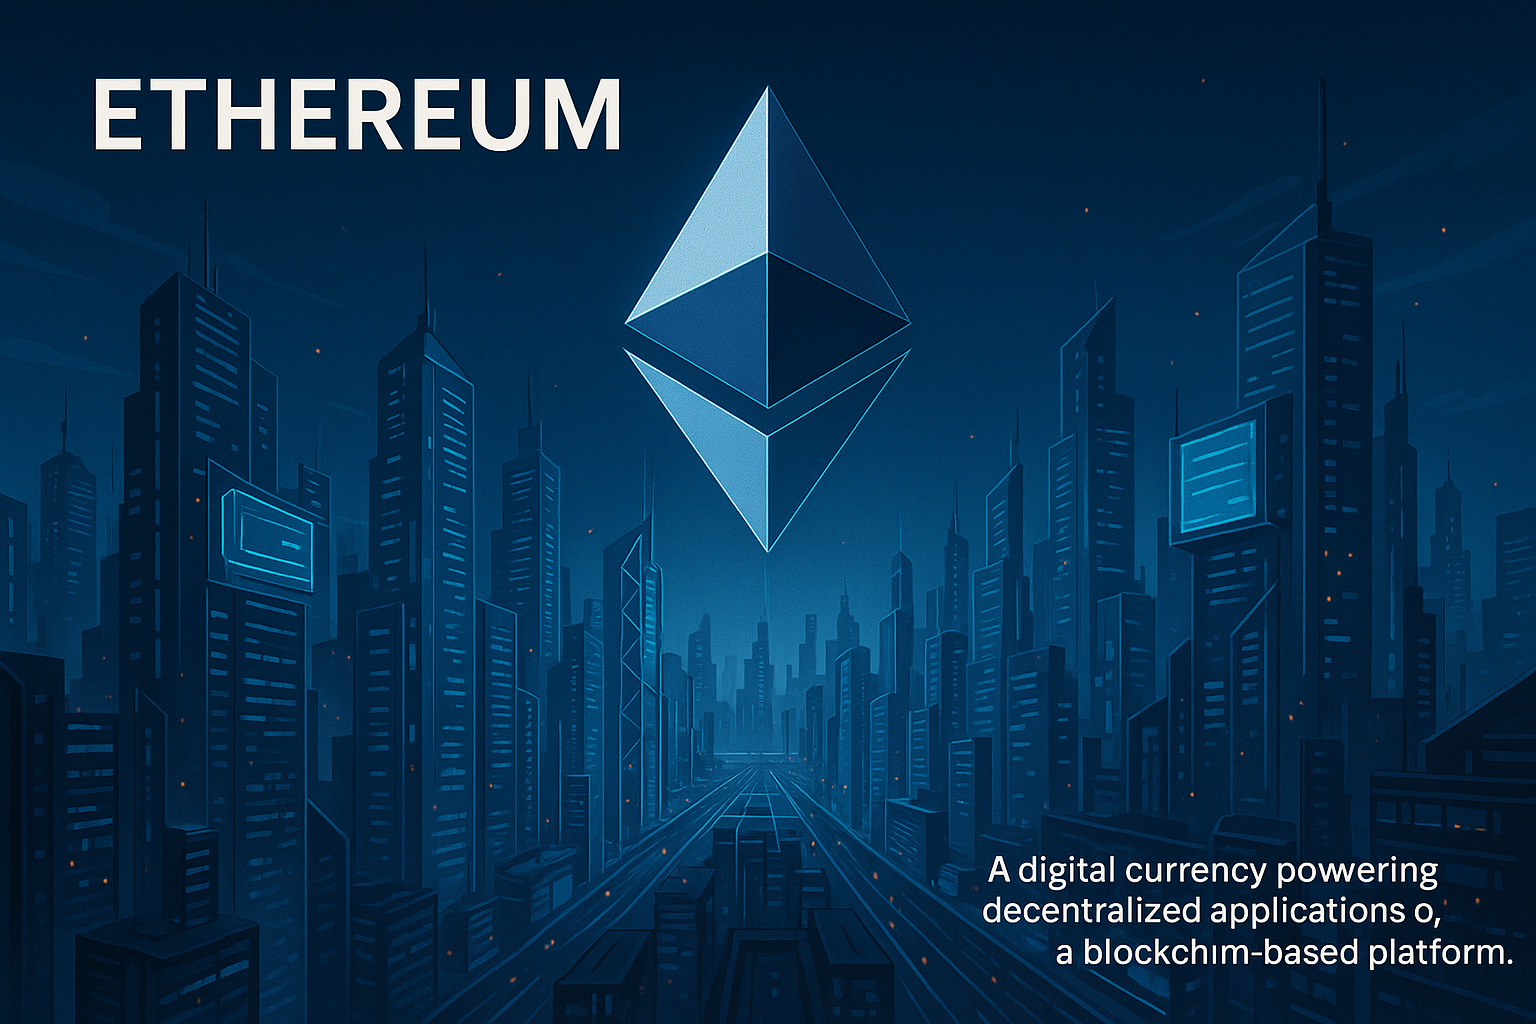 ETHEREUM
A digital currency powering
decentralized applications o,
a blockchım-based platform.